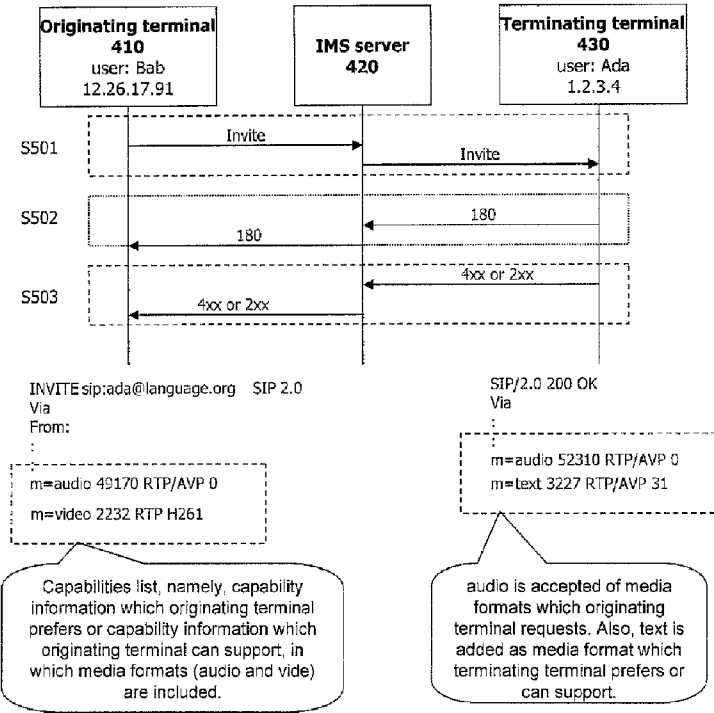 Originating terminal
410
user: Bab
12.26.17.91
IMS server
420
Terminating terminal
430
user: Ada
1.2.3.4
S501
Invite
Invite
S502
180
180
S503
4xx or 2xx
4xx or 2xx
INVITE sip:ada@language.org SIP 2.0
Via
From:
:
m=audio 49170 RTP/AVP 0
m=video 2232 RTP H261
Capabilities list, namely, capability
information which originating terminal
prefers or capability information which
originating terminal can support, in
which media formats (audio and vide)
are included.
SIP/2.0 200 OK
Via
:
m=audio 52310 RTP/AVP 0
m=text 3227 RTP/AVP 31
audio is accepted of media
formats which originating
terminal requests. Also, text is
added as media format which
terminating terminal prefers or
can support.